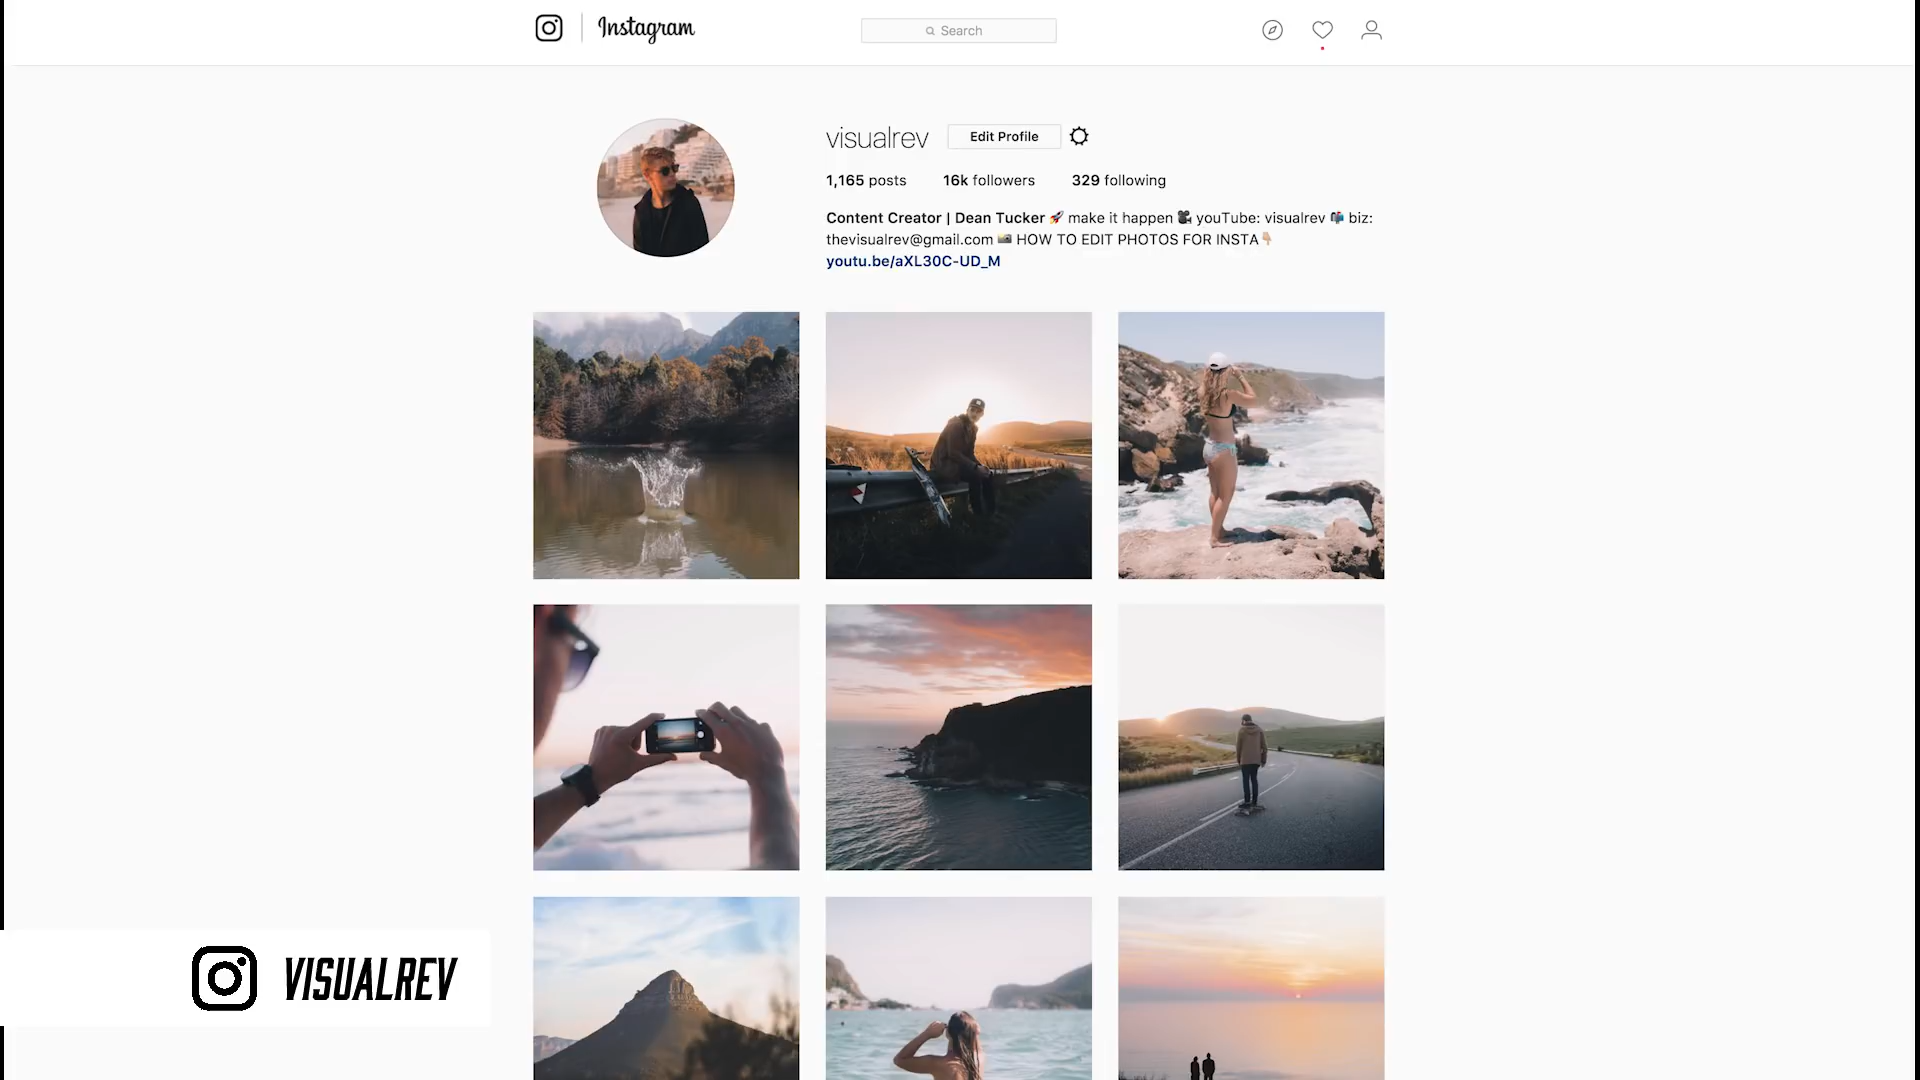 Instagram
Search
visualrev Edit Profile
1,165 posts 16k followers 329 following
Content Creator | Dean Tucker 🚀 make it happen 🎥 youTube: visualrev 📬 biz:
thevisualrev@gmail.com 📸 HOW TO EDIT PHOTOS FOR INSTA👇🏼
youtu.be/aXL30C-UD_M
VISUALREV